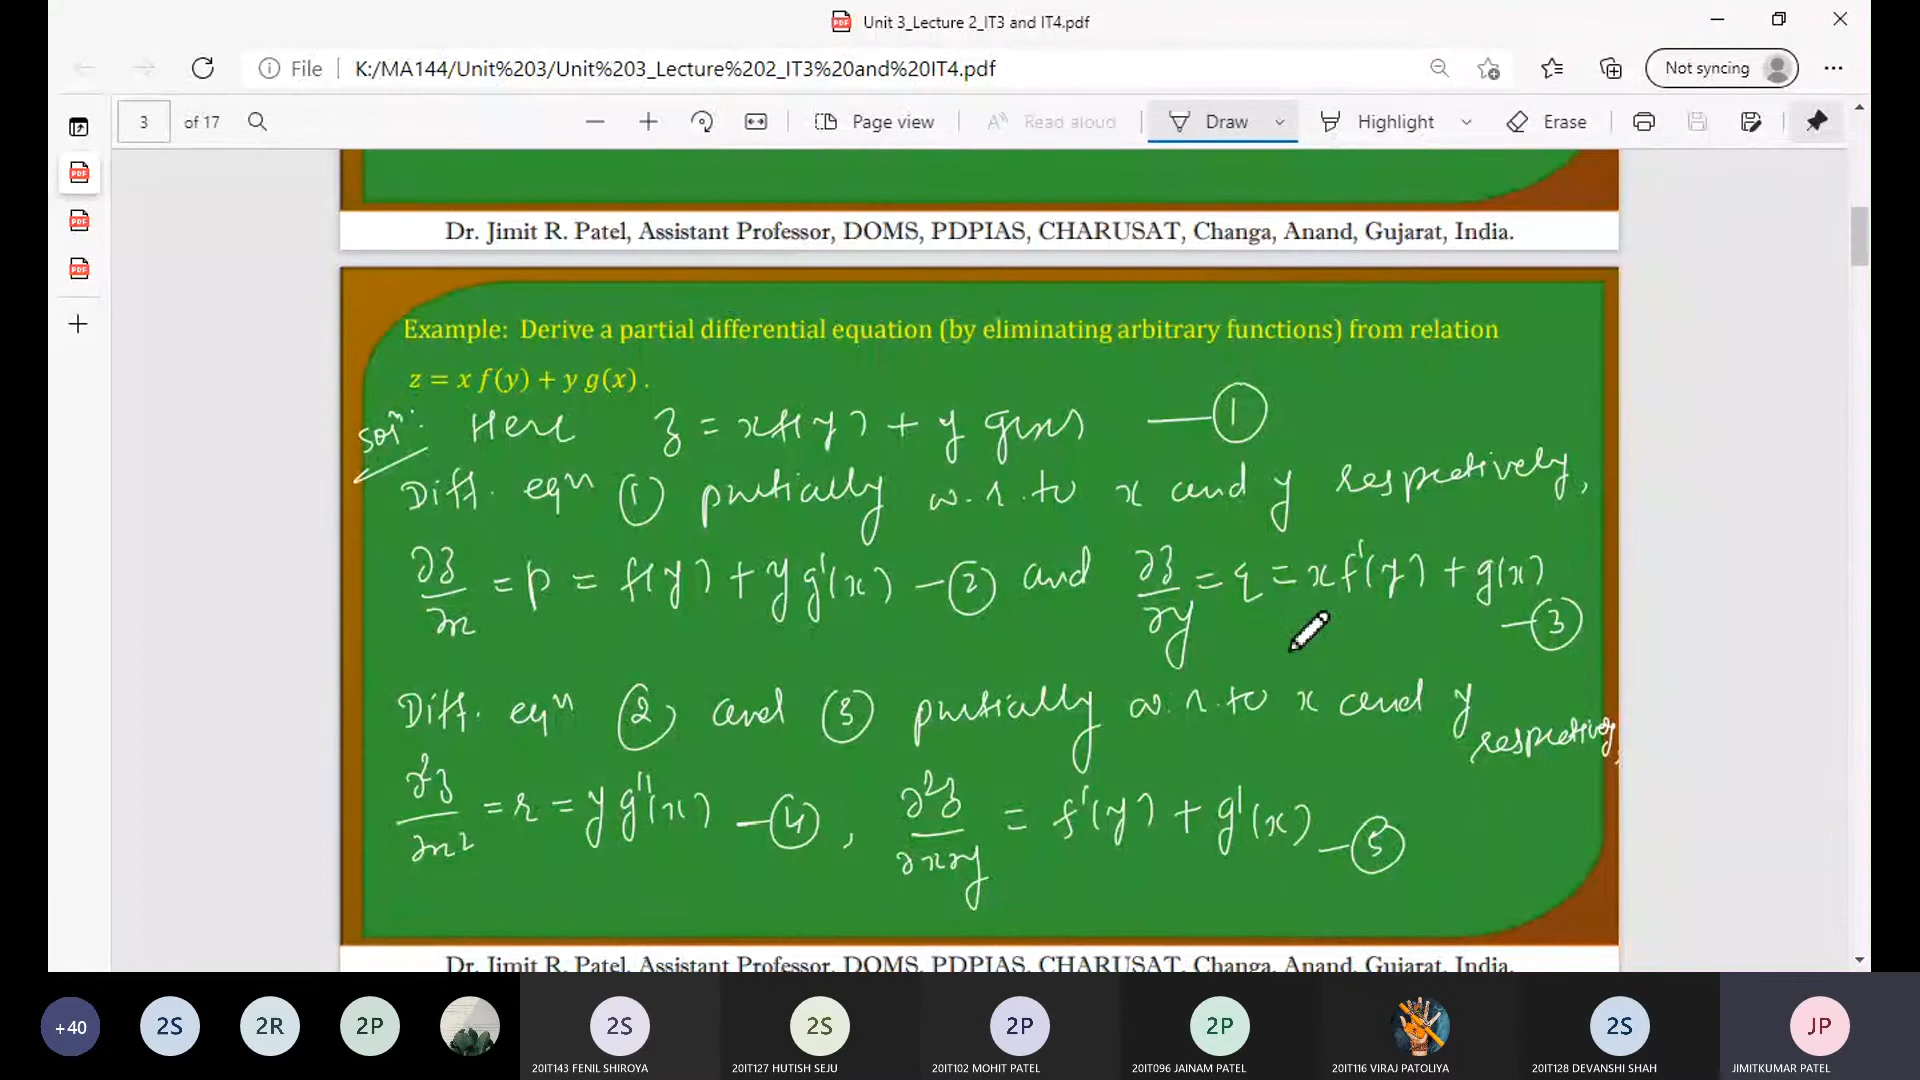 Unit 3_Lecture 2_IT3 and IT4.pdf
File | K:/MA144/Unit%203/Unit%203_Lecture%202_IT3%20and%20IT4.pdf
Not syncing
3 of 17
Page view
Read aloud
Draw
Highlight
Erase
Dr. Jimit R. Patel, Assistant Professor, DOMS, PDPIAS, CHARUSAT, Changa, Anand, Gujarat, India.
Example: Derive a partial differential equation (by eliminating arbitrary functions) from relation
z = x f(y) + y g(x) .
Solⁿ: Here z = xf(y) + y g(x) —①
Diff. eqⁿ ① partially w.r.to x and y respectively,
∂z/∂x = p = f(y) + y g'(x) —② and ∂z/∂y = q = x f'(y) + g(x) —③
Diff. eqⁿ ② and ③ partially w.r.to x and y respectively,
∂²z/∂x² = r = y g''(x) —④ , ∂²z/∂x∂y = f'(y) + g'(x) —⑤
Dr. Jimit R. Patel, Assistant Professor, DOMS, PDPIAS, CHARUSAT, Changa, Anand, Gujarat, India.
+40 2S 2R 2P 2S 2S 2P 2P 2S JP
20IT143 FENIL SHIROYA 20IT127 HUTISH SEJU 20IT102 MOHIT PATEL 20IT096 JAINAM PATEL 20IT116 VIRAJ PATOLIYA 20IT128 DEVANSHI SHAH JIMITKUMAR PATEL